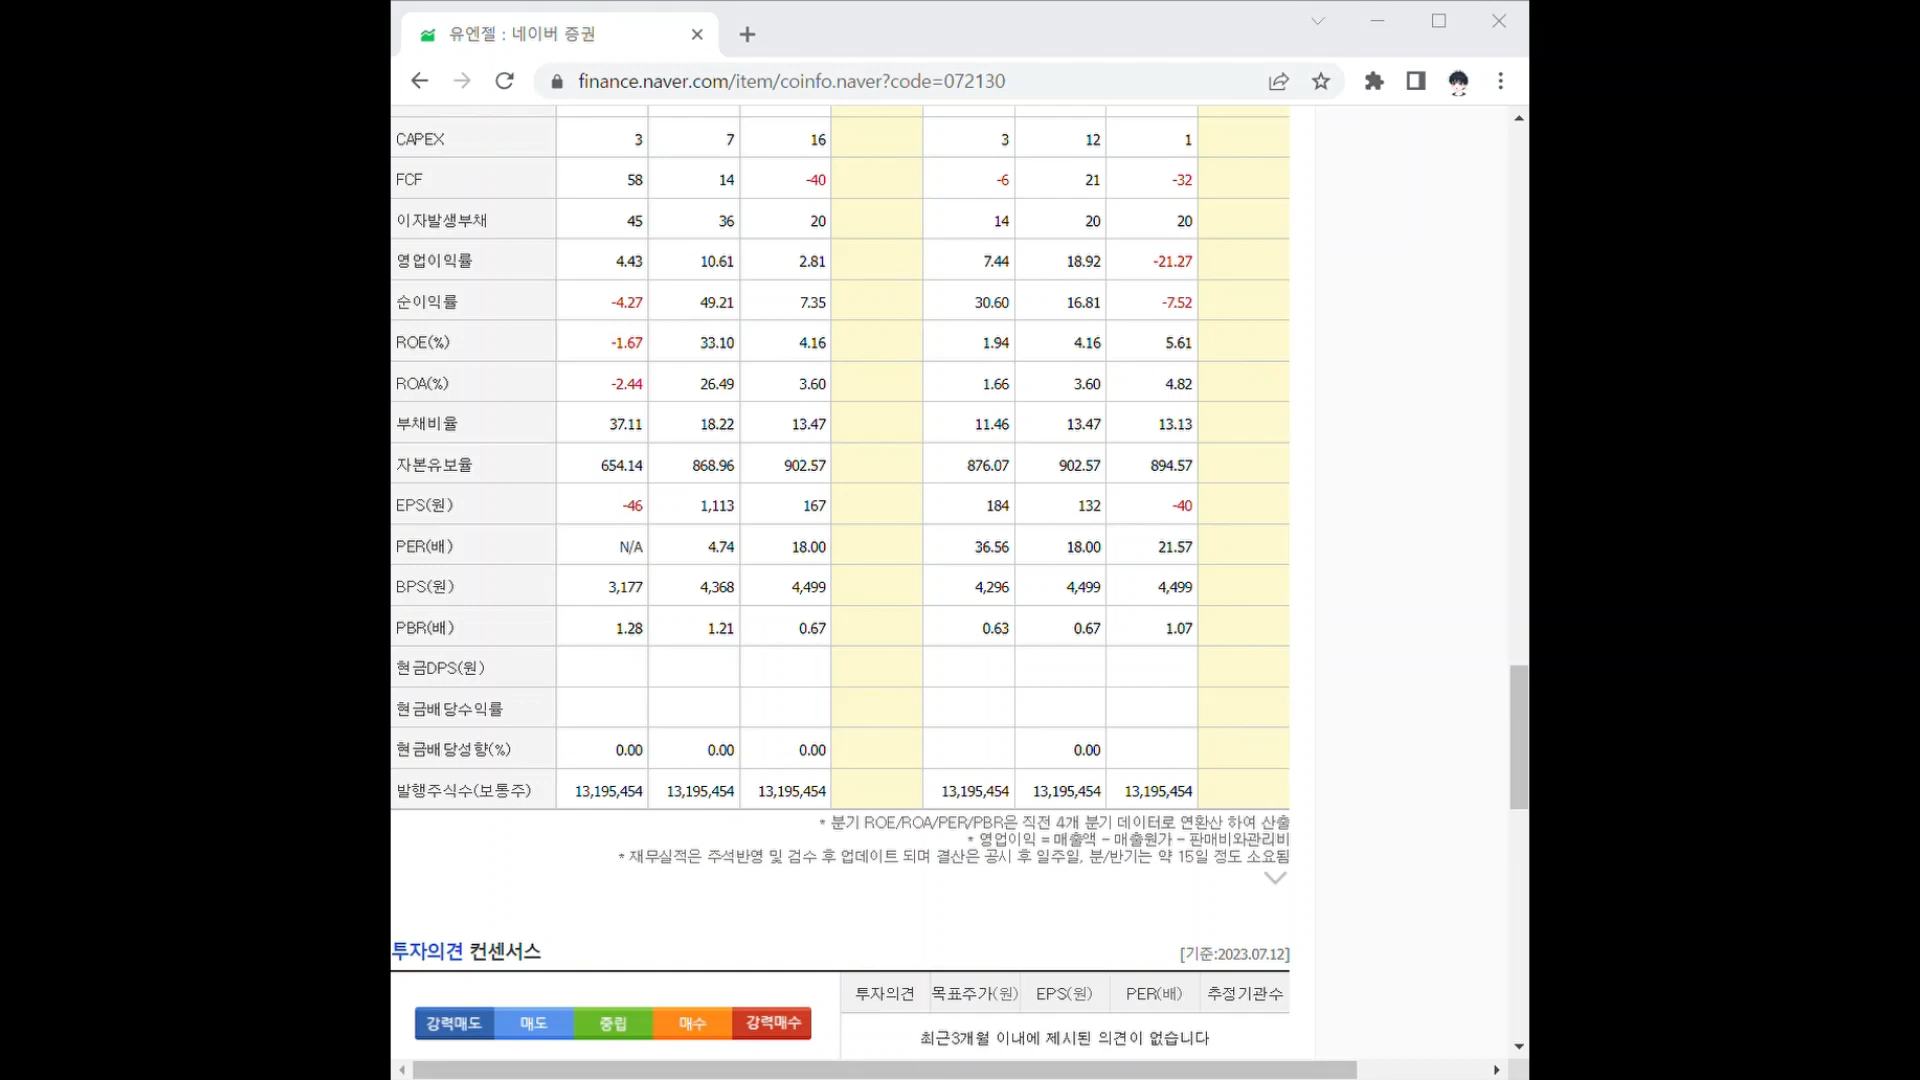 유엔젤 : 네이버 증권
finance.naver.com/item/coinfo.naver?code=072130
CAPEX 3 7 16 3 12 1
FCF 58 14 -40 -6 21 -32
이자발생부채 45 36 20 14 20 20
영업이익률 4.43 10.61 2.81 7.44 18.92 -21.27
순이익률 -4.27 49.21 7.35 30.60 16.81 -7.52
ROE(%) -1.67 33.10 4.16 1.94 4.16 5.61
ROA(%) -2.44 26.49 3.60 1.66 3.60 4.82
부채비율 37.11 18.22 13.47 11.46 13.47 13.13
자본유보율 654.14 868.96 902.57 876.07 902.57 894.57
EPS(원) -46 1,113 167 184 132 -40
PER(배) N/A 4.74 18.00 36.56 18.00 21.57
BPS(원) 3,177 4,368 4,499 4,296 4,499 4,499
PBR(배) 1.28 1.21 0.67 0.63 0.67 1.07
현금DPS(원)
현금배당수익률
현금배당성향(%) 0.00 0.00 0.00 0.00
발행주식수(보통주) 13,195,454 13,195,454 13,195,454 13,195,454 13,195,454 13,195,454
* 분기 ROE/ROA/PER/PBR은 직전 4개 분기 데이터로 연환산 하여 산출
* 영업이익 = 매출액 - 매출원가 - 판매비와관리비
* 재무실적은 주석반영 및 검수 후 업데이트 되며 결산은 공시 후 일주일, 분/반기는 약 15일 정도 소요됨
투자의견 컨센서스 [기준:2023.07.12]
투자의견 목표주가(원) EPS(원) PER(배) 추정기관수
강력매도 매도 중립 매수 강력매수
최근3개월 이내에 제시된 의견이 없습니다